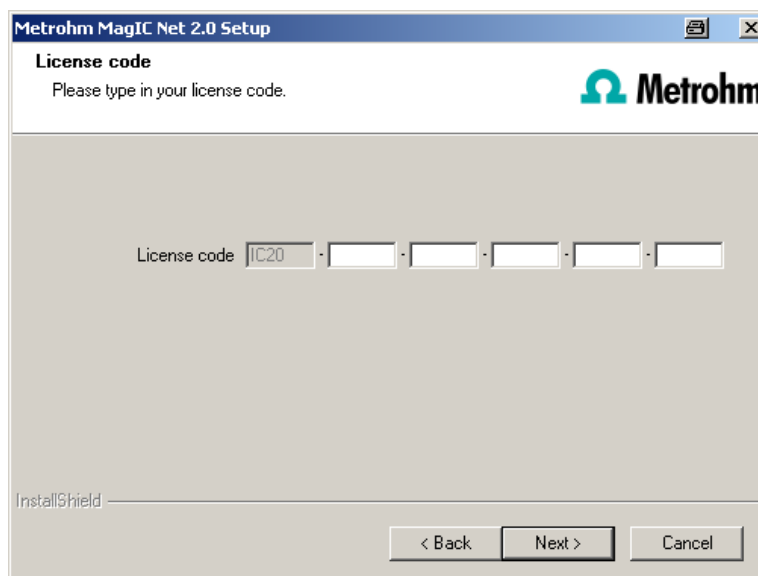 Metrohm MagIC Net 2.0 Setup
License code
Please type in your license code.
Metrohm
License code IC20 - - - - -
InstallShield
< Back Next > Cancel